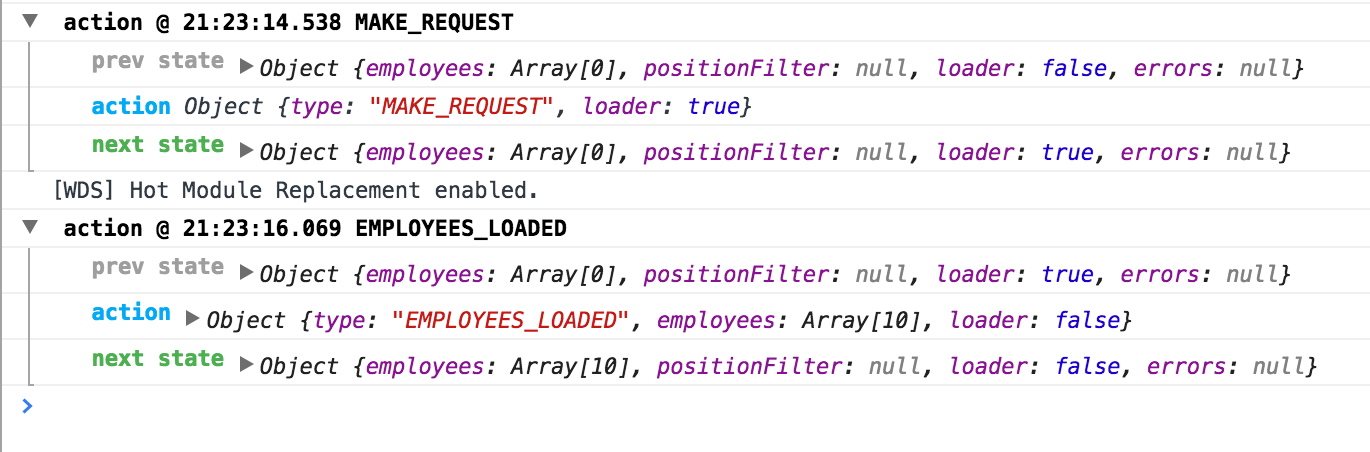 ▼ action @ 21:23:14.538 MAKE_REQUEST
prev state ▶Object {employees: Array[0], positionFilter: null, loader: false, errors: null}
action Object {type: "MAKE_REQUEST", loader: true}
next state ▶Object {employees: Array[0], positionFilter: null, loader: true, errors: null}
[WDS] Hot Module Replacement enabled.
▼ action @ 21:23:16.069 EMPLOYEES_LOADED
prev state ▶Object {employees: Array[0], positionFilter: null, loader: true, errors: null}
action ▶Object {type: "EMPLOYEES_LOADED", employees: Array[10], loader: false}
next state ▶Object {employees: Array[10], positionFilter: null, loader: false, errors: null}
>